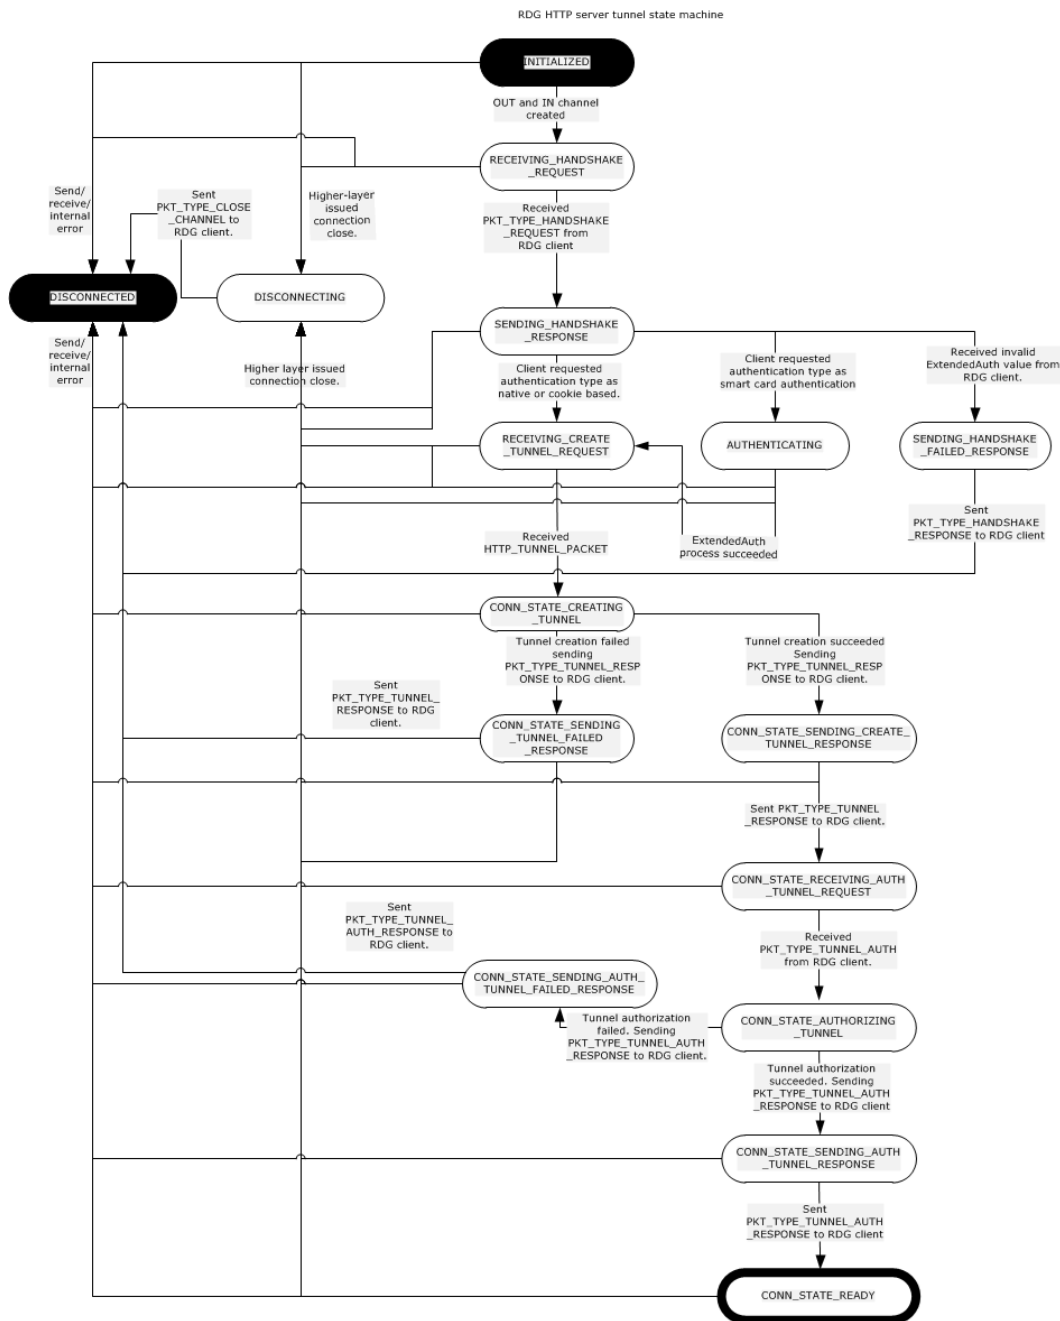 RDG HTTP server tunnel state machine
INITIALIZED
OUT and IN channel
created
RECEIVING_HANDSHAKE
_REQUEST
Send/
receive/
internal
error
Sent
PKT_TYPE_CLOSE
_CHANNEL to
RDG client.
Higher-layer
issued
connection
close.
Received
PKT_TYPE_HANDSHAKE
_REQUEST from
RDG client
DISCONNECTED
DISCONNECTING
SENDING_HANDSHAKE
_RESPONSE
Send/
receive/
internal
error
Higher layer issued
connection close.
Client requested
authentication type as
native or cookie based.
Client requested
authentication type as
smart card authentication
Received invalid
ExtendedAuth value from
RDG client.
RECEIVING_CREATE
_TUNNEL_REQUEST
AUTHENTICATING
SENDING_HANDSHAKE
_FAILED_RESPONSE
Received
HTTP_TUNNEL_PACKET
ExtendedAuth
process succeeded
Sent
PKT_TYPE_HANDSHAKE
_RESPONSE to RDG client
CONN_STATE_CREATING
_TUNNEL
Tunnel creation failed
sending
PKT_TYPE_TUNNEL_RESP
ONSE to RDG client.
Tunnel creation succeeded
Sending
PKT_TYPE_TUNNEL_RESP
ONSE to RDG client.
Sent
PKT_TYPE_TUNNEL_
RESPONSE to RDG
client.
CONN_STATE_SENDING
_TUNNEL_FAILED
_RESPONSE
CONN_STATE_SENDING_CREATE_
TUNNEL_RESPONSE
Sent PKT_TYPE_TUNNEL
_RESPONSE to RDG client.
CONN_STATE_RECEIVING_AUTH
_TUNNEL_REQUEST
Sent
PKT_TYPE_TUNNEL_
AUTH_RESPONSE to
RDG client.
Received
PKT_TYPE_TUNNEL_AUTH
from RDG client.
CONN_STATE_SENDING_AUTH_
TUNNEL_FAILED_RESPONSE
CONN_STATE_AUTHORIZING
_TUNNEL
Tunnel authorization
failed. Sending
PKT_TYPE_TUNNEL_AUTH
_RESPONSE to RDG client.
Tunnel authorization
succeeded. Sending
PKT_TYPE_TUNNEL_AUTH
_RESPONSE to RDG client
CONN_STATE_SENDING_AUTH
_TUNNEL_RESPONSE
Sent
PKT_TYPE_TUNNEL_AUTH
_RESPONSE to RDG client
CONN_STATE_READY